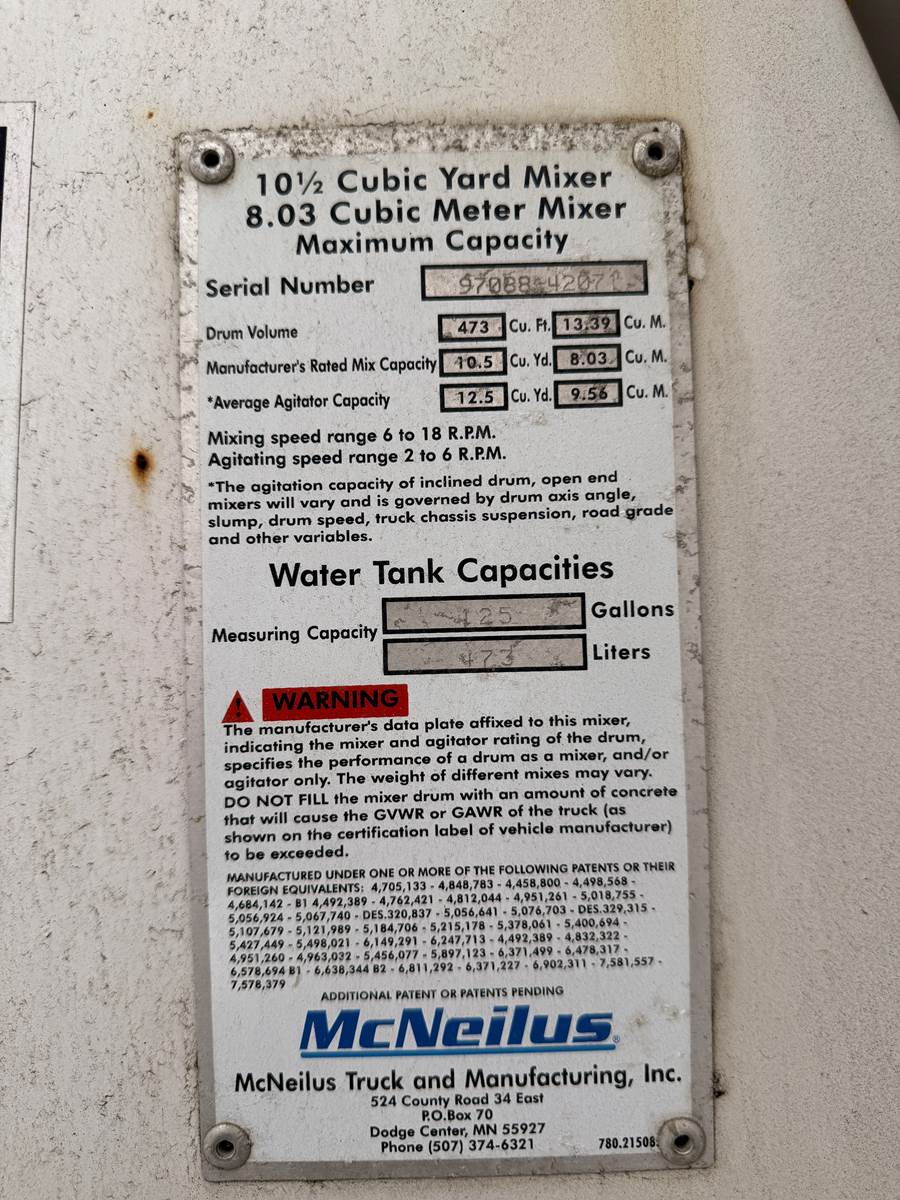 10½ Cubic Yard Mixer
8.03 Cubic Meter Mixer
Maximum Capacity
Serial Number 97088-42071
Drum Volume 473 Cu. Ft. 13.39 Cu. M.
Manufacturer's Rated Mix Capacity 10.5 Cu. Yd. 8.03 Cu. M.
*Average Agitator Capacity 12.5 Cu. Yd. 9.56 Cu. M.
Mixing speed range 6 to 18 R.P.M.
Agitating speed range 2 to 6 R.P.M.
*The agitation capacity of inclined drum, open end
mixers will vary and is governed by drum axis angle,
slump, drum speed, truck chassis suspension, road grade
and other variables.
Water Tank Capacities
Measuring Capacity 125 Gallons
473 Liters
WARNING
The manufacturer's data plate affixed to this mixer,
indicating the mixer and agitator rating of the drum,
specifies the performance of a drum as a mixer, and/or
agitator only. The weight of different mixes may vary.
DO NOT FILL the mixer drum with an amount of concrete
that will cause the GVWR or GAWR of the truck (as
shown on the certification label of vehicle manufacturer)
to be exceeded.
MANUFACTURED UNDER ONE OR MORE OF THE FOLLOWING PATENTS OR THEIR
FOREIGN EQUIVALENTS: 4,705,133 - 4,848,783 - 4,458,800 - 4,498,568 -
4,684,142 - B1 4,492,389 - 4,762,421 - 4,812,044 - 4,951,261 - 5,018,755 -
5,056,924 - 5,067,740 - DES.320,837 - 5,056,641 - 5,076,703 - DES.329,315 -
5,107,679 - 5,121,989 - 5,184,706 - 5,215,178 - 5,378,061 - 5,400,694 -
5,427,449 - 5,498,021 - 6,149,291 - 6,247,713 - 4,492,389 - 4,832,322 -
4,951,260 - 4,963,032 - 5,456,077 - 5,897,123 - 6,371,499 - 6,478,317 -
6,578,694 B1 - 6,638,344 B2 - 6,811,292 - 6,371,227 - 6,902,311 - 7,581,557 -
7,578,379
ADDITIONAL PATENT OR PATENTS PENDING
McNeilus®
McNeilus Truck and Manufacturing, Inc.
524 County Road 34 East
P.O.Box 70
Dodge Center, MN 55927
Phone (507) 374-6321